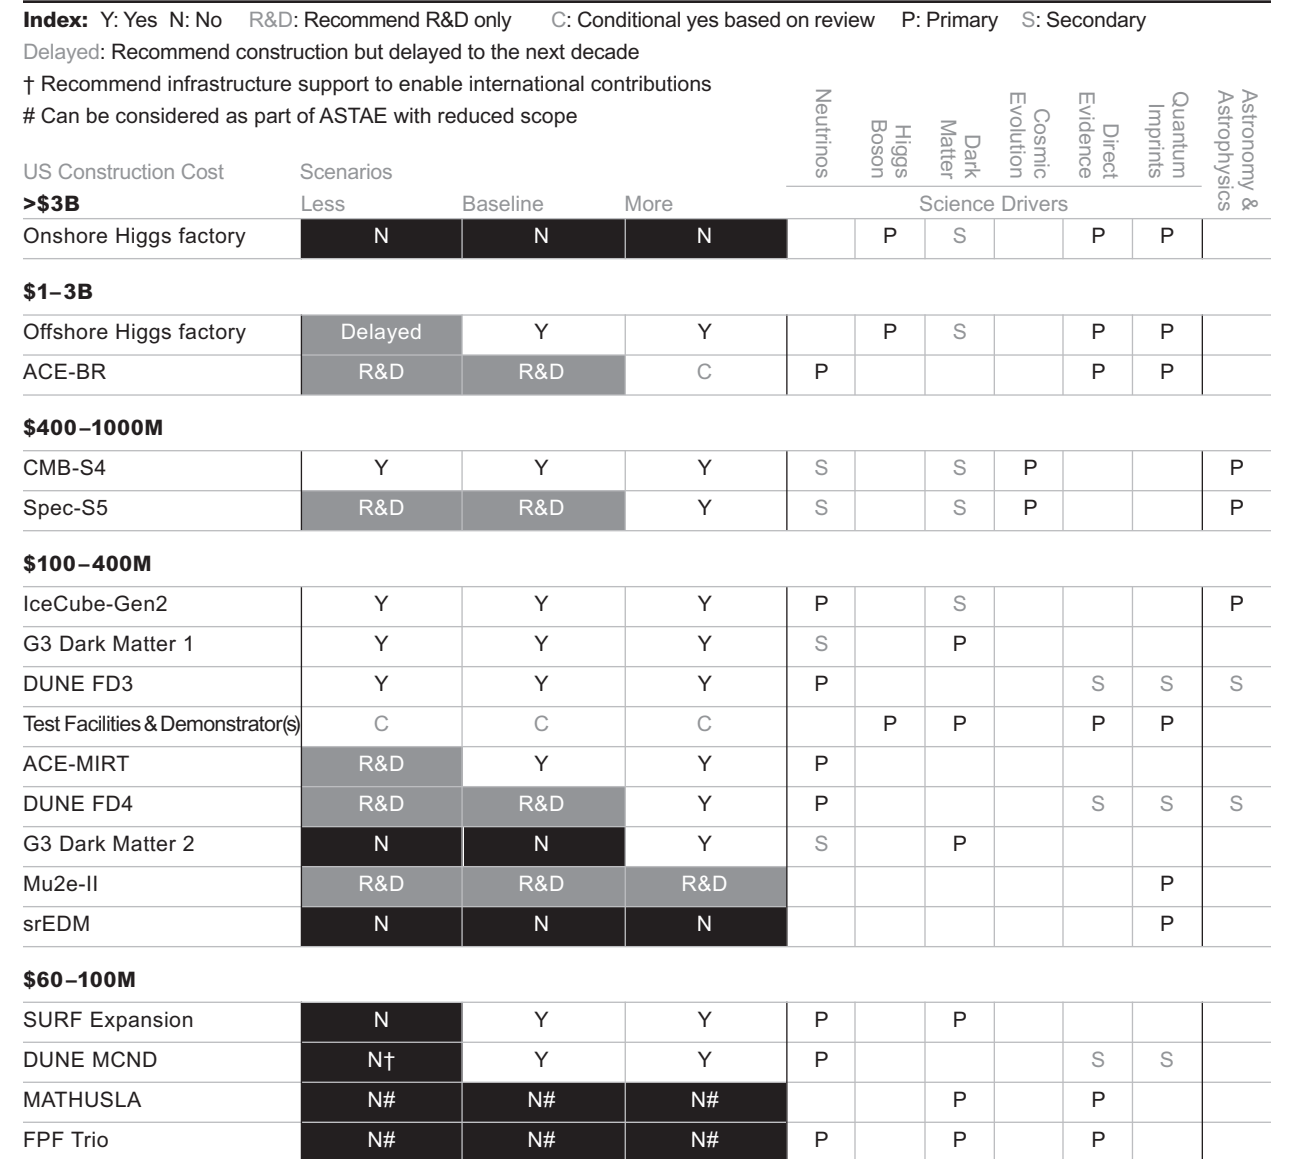 Index: Y: Yes N: No R&D: Recommend R&D only C: Conditional yes based on review P: Primary S: Secondary
Delayed: Recommend construction but delayed to the next decade
† Recommend infrastructure support to enable international contributions
# Can be considered as part of ASTAE with reduced scope
Neutrinos
Higgs
Boson
Dark
Matter
Cosmic
Evolution
Direct
Evidence
Quantum
Imprints
Astronomy &
Astrophysics
US Construction Cost Scenarios
>$3B Less Baseline More Science Drivers
Onshore Higgs factory N N N P S P P
$1–3B
Offshore Higgs factory Delayed Y Y P S P P
ACE-BR R&D R&D C P P P
$400–1000M
CMB-S4 Y Y Y S S P P
Spec-S5 R&D R&D Y S S P P
$100–400M
IceCube-Gen2 Y Y Y P S P
G3 Dark Matter 1 Y Y Y S P
DUNE FD3 Y Y Y P S S S
Test Facilities & Demonstrator(s) C C C P P P P
ACE-MIRT R&D Y Y P
DUNE FD4 R&D R&D Y P S S S
G3 Dark Matter 2 N N Y S P
Mu2e-II R&D R&D R&D P
srEDM N N N P
$60–100M
SURF Expansion N Y Y P P
DUNE MCND N† Y Y P S S
MATHUSLA N# N# N# P P
FPF Trio N# N# N# P P P